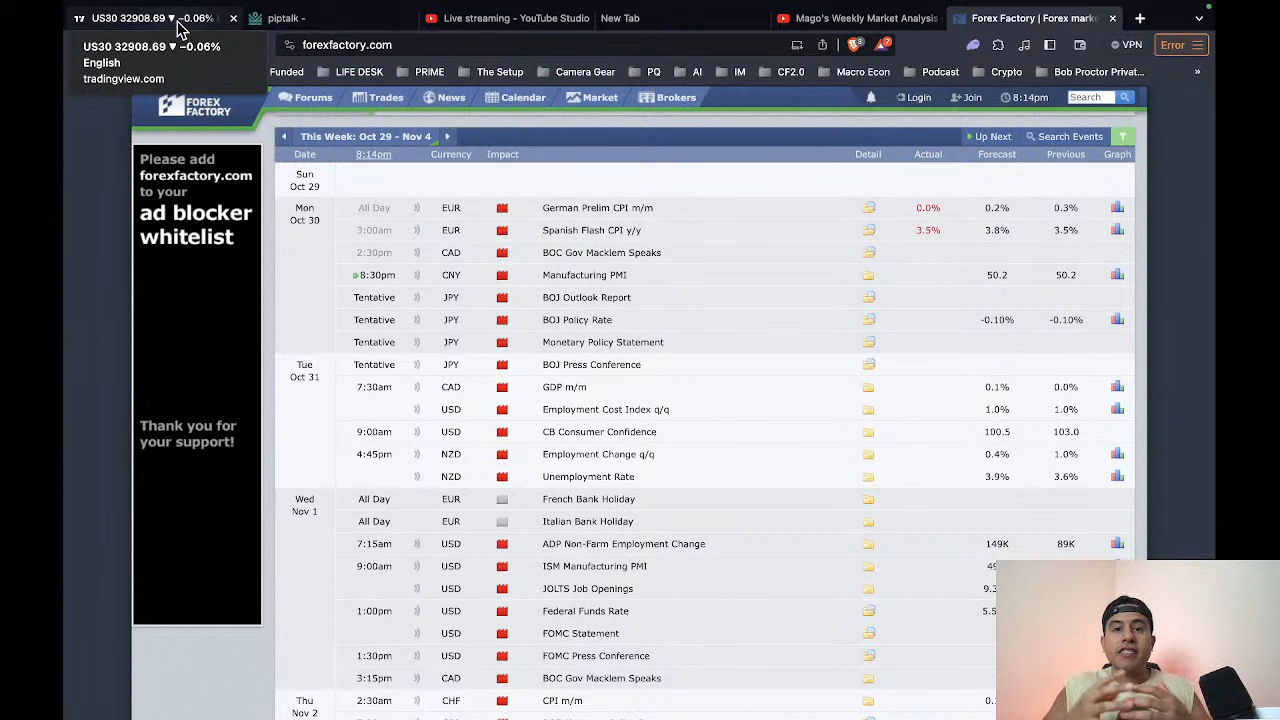 US30 32908.69 ▼ −0.06%
piptalk -
Live streaming - YouTube Studio
New Tab
Mago's Weekly Market Analysis
Forex Factory | Forex market
US30 32908.69 ▼ −0.06%
English
tradingview.com
forexfactory.com
3
7
VPN
Error
Funded
LIFE DESK
PRIME
The Setup
Camera Gear
PQ
AI
IM
CF2.0
Macro Econ
Podcast
Crypto
Bob Proctor Privat...
»
FOREX FACTORY
Forums
Trades
News
Calendar
Market
Brokers
Login
Join
8:14pm
Search
Please add
forexfactory.com
to your
ad blocker
whitelist
Thank you for
your support!
This Week: Oct 29 - Nov 4
Up Next
Search Events
Date 8:14pm Currency Impact Detail Actual Forecast Previous Graph
Sun
Oct 29
Mon
Oct 30
All Day EUR German Prelim CPI m/m 0.0% 0.2% 0.3%
EUR Spanish Flash CPI y/y 3.5% 3.8% 3.5%
CAD BOC Gov Macklem Speaks
8:30pm CNY Manufacturing PMI 50.2 50.2
Tentative JPY BOJ Outlook Report
Tentative JPY BOJ Policy Rate -0.10% -0.10%
Tentative JPY Monetary Policy Statement
Tue
Oct 31
Tentative JPY BOJ Press Conference
7:30am CAD GDP m/m 0.1% 0.0%
USD Employment Cost Index q/q 1.0% 1.0%
9:00am USD CB Consumer Confidence 100.5 103.0
4:43pm NZD Employment Change q/q 0.4% 1.0%
NZD Unemployment Rate 3.9% 3.6%
Wed
Nov 1
All Day EUR French Bank Holiday
All Day EUR Italian Bank Holiday
7:15am USD ADP Non-Farm Employment Change 149K 89K
9:00am USD ISM Manufacturing PMI
USD JOLTS Job Openings
1:00pm USD Federal Funds Rate
USD FOMC Statement
1:30pm USD FOMC Press Conference
3:15pm BOC Gov Macklem Speaks
Thu
Nov 2
CHF CPI m/m